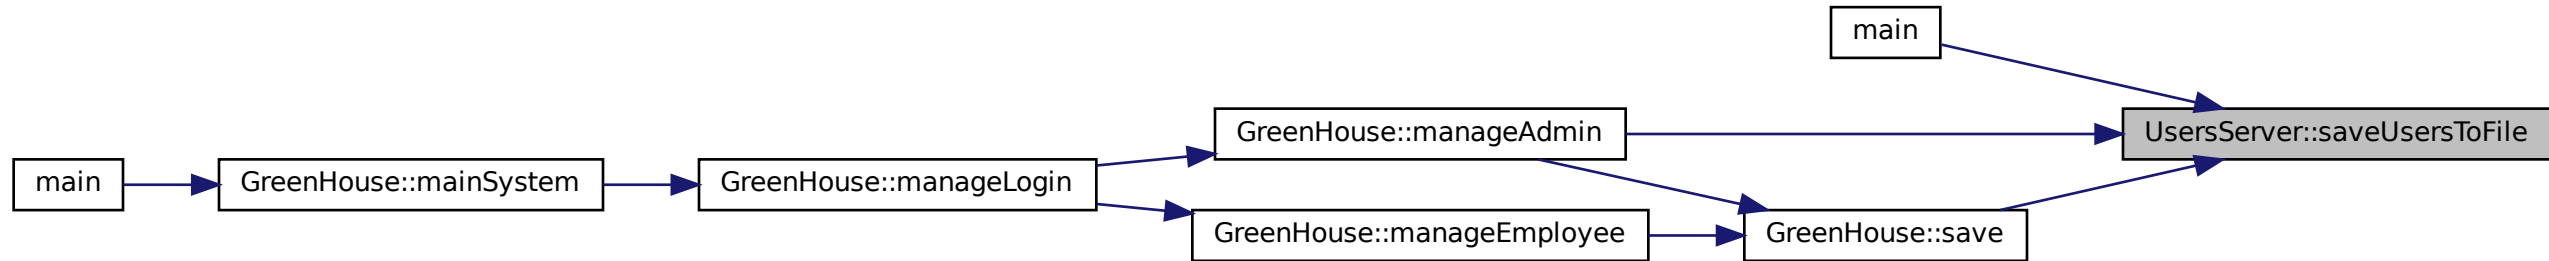 main
GreenHouse::manageAdmin
UsersServer::saveUsersToFile
main
GreenHouse::mainSystem
GreenHouse::manageLogin
GreenHouse::manageEmployee
GreenHouse::save